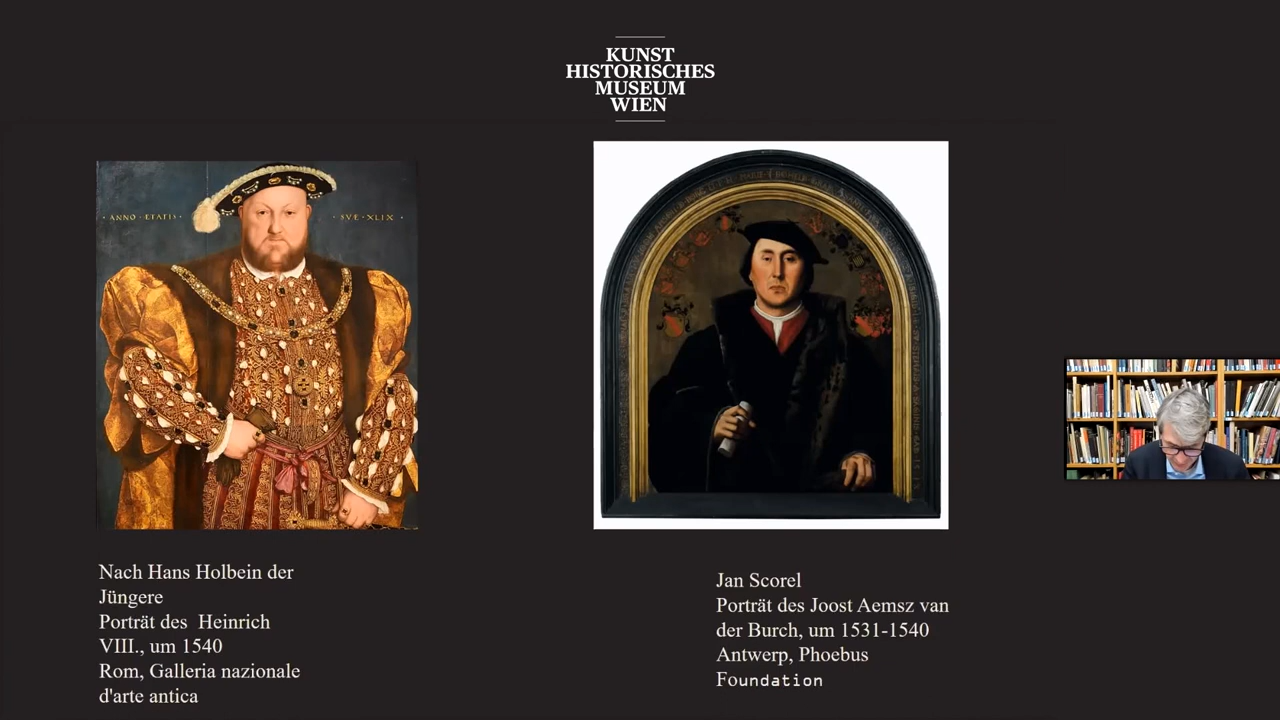 KUNST
HISTORISCHES
MUSEUM
WIEN
· ANNO · ETATIS ·
· SVE · XLIX ·
Nach Hans Holbein der
Jüngere
Porträt des Heinrich
VIII., um 1540
Rom, Galleria nazionale
d'arte antica
Jan Scorel
Porträt des Joost Aemsz van
der Burch, um 1531-1540
Antwerp, Phoebus
Foundation